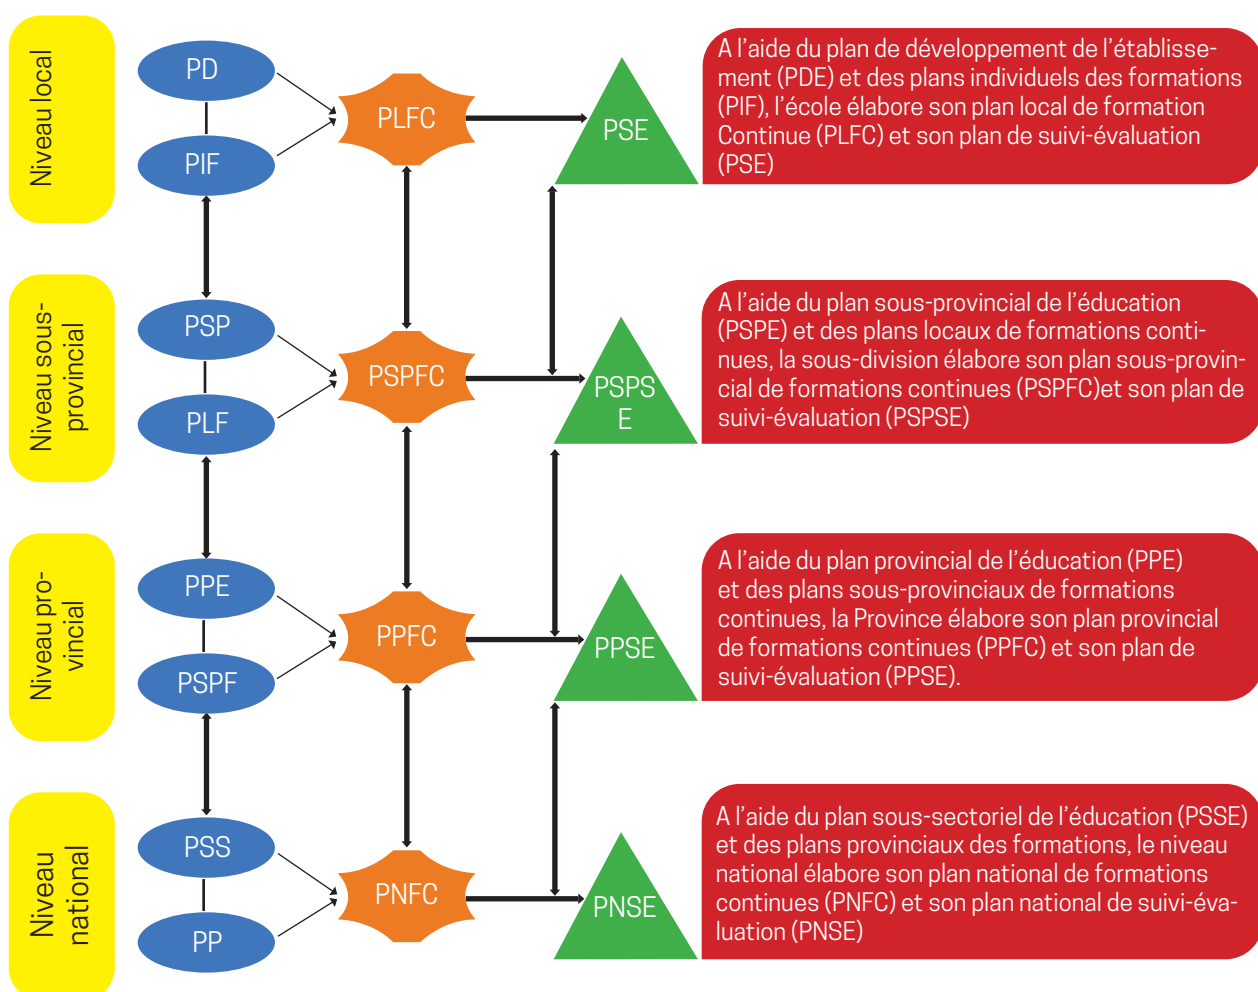 Niveau local
PD
PIF
PLFC
PSE
A l’aide du plan de développement de l’établisse-
ment (PDE) et des plans individuels des formations
(PIF), l’école élabore son plan local de formation
Continue (PLFC) et son plan de suivi-évaluation
(PSE)
Niveau sous-
provincial
PSP
PLF
PSPFC
PSPS
E
A l’aide du plan sous-provincial de l’éducation
(PSPE) et des plans locaux de formations conti-
nues, la sous-division élabore son plan sous-provin-
cial de formations continues (PSPFC)et son plan de
suivi-évaluation (PSPSE)
Niveau pro-
vincial
PPE
PSPF
PPFC
PPSE
A l’aide du plan provincial de l’éducation (PPE)
et des plans sous-provinciaux de formations
continues, la Province élabore son plan provincial
de formations continues (PPFC) et son plan de
suivi-évaluation (PPSE).
Niveau
national
PSS
PP
PNFC
PNSE
A l’aide du plan sous-sectoriel de l’éducation (PSSE)
et des plans provinciaux des formations, le niveau
national élabore son plan national de formations
continues (PNFC) et son plan national de suivi-éva-
luation (PNSE)